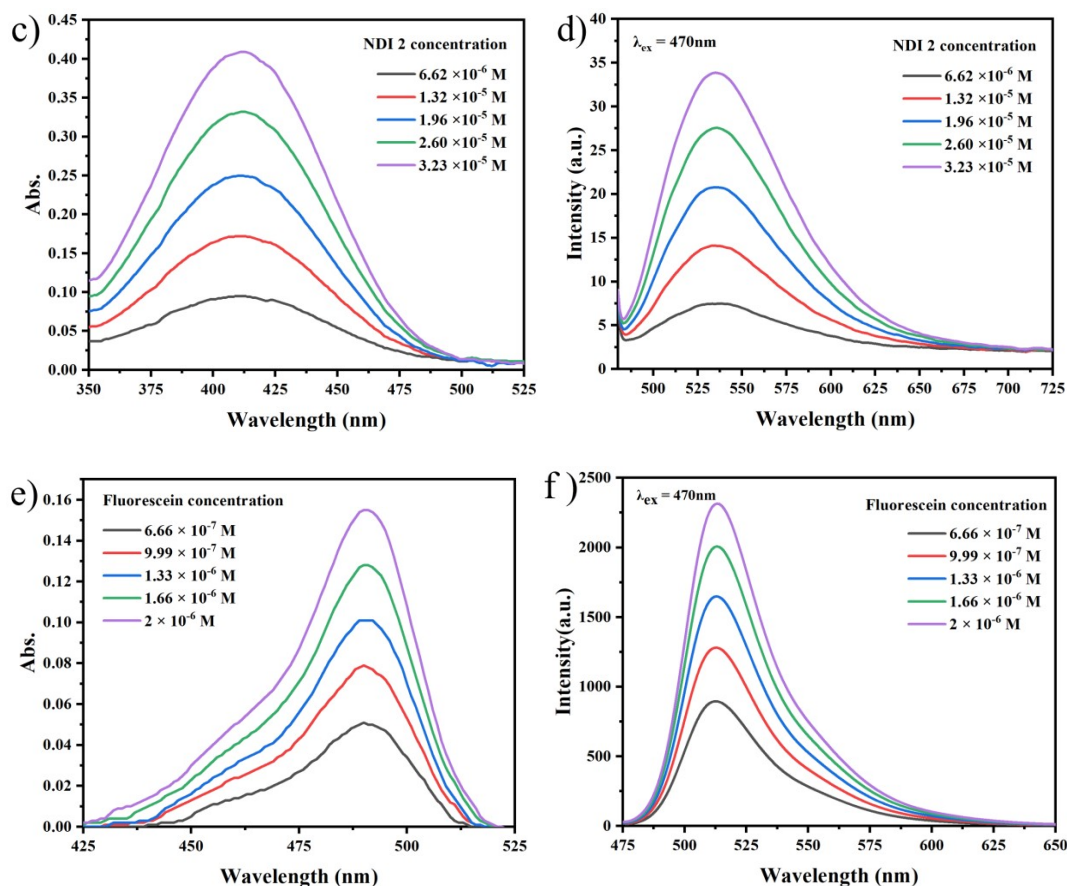 c)
NDI 2 concentration
6.62 ×10⁻⁶ M
1.32 ×10⁻⁵ M
1.96 ×10⁻⁵ M
2.60 ×10⁻⁵ M
3.23 ×10⁻⁵ M
Abs.
0.45
0.40
0.35
0.30
0.25
0.20
0.15
0.10
0.05
0.00
350 375 400 425 450 475 500 525
Wavelength (nm)
d)
λex = 470nm
NDI 2 concentration
6.62 ×10⁻⁶ M
1.32 ×10⁻⁵ M
1.96 ×10⁻⁵ M
2.60 ×10⁻⁵ M
3.23 ×10⁻⁵ M
Intensity (a.u.)
40
35
30
25
20
15
10
5
0
500 525 550 575 600 625 650 675 700 725
Wavelength (nm)
e)
Fluorescein concentration
6.66 × 10⁻⁷ M
9.99 × 10⁻⁷ M
1.33 × 10⁻⁶ M
1.66 × 10⁻⁶ M
2 × 10⁻⁶ M
Abs.
0.16
0.14
0.12
0.10
0.08
0.06
0.04
0.02
0.00
425 450 475 500 525
Wavelength (nm)
f)
λex = 470nm
Fluorescein concentration
6.66 × 10⁻⁷ M
9.99 × 10⁻⁷ M
1.33 × 10⁻⁶ M
1.66 × 10⁻⁶ M
2 × 10⁻⁶ M
Intensity(a.u.)
2500
2000
1500
1000
500
0
475 500 525 550 575 600 625 650
Wavelength (nm)